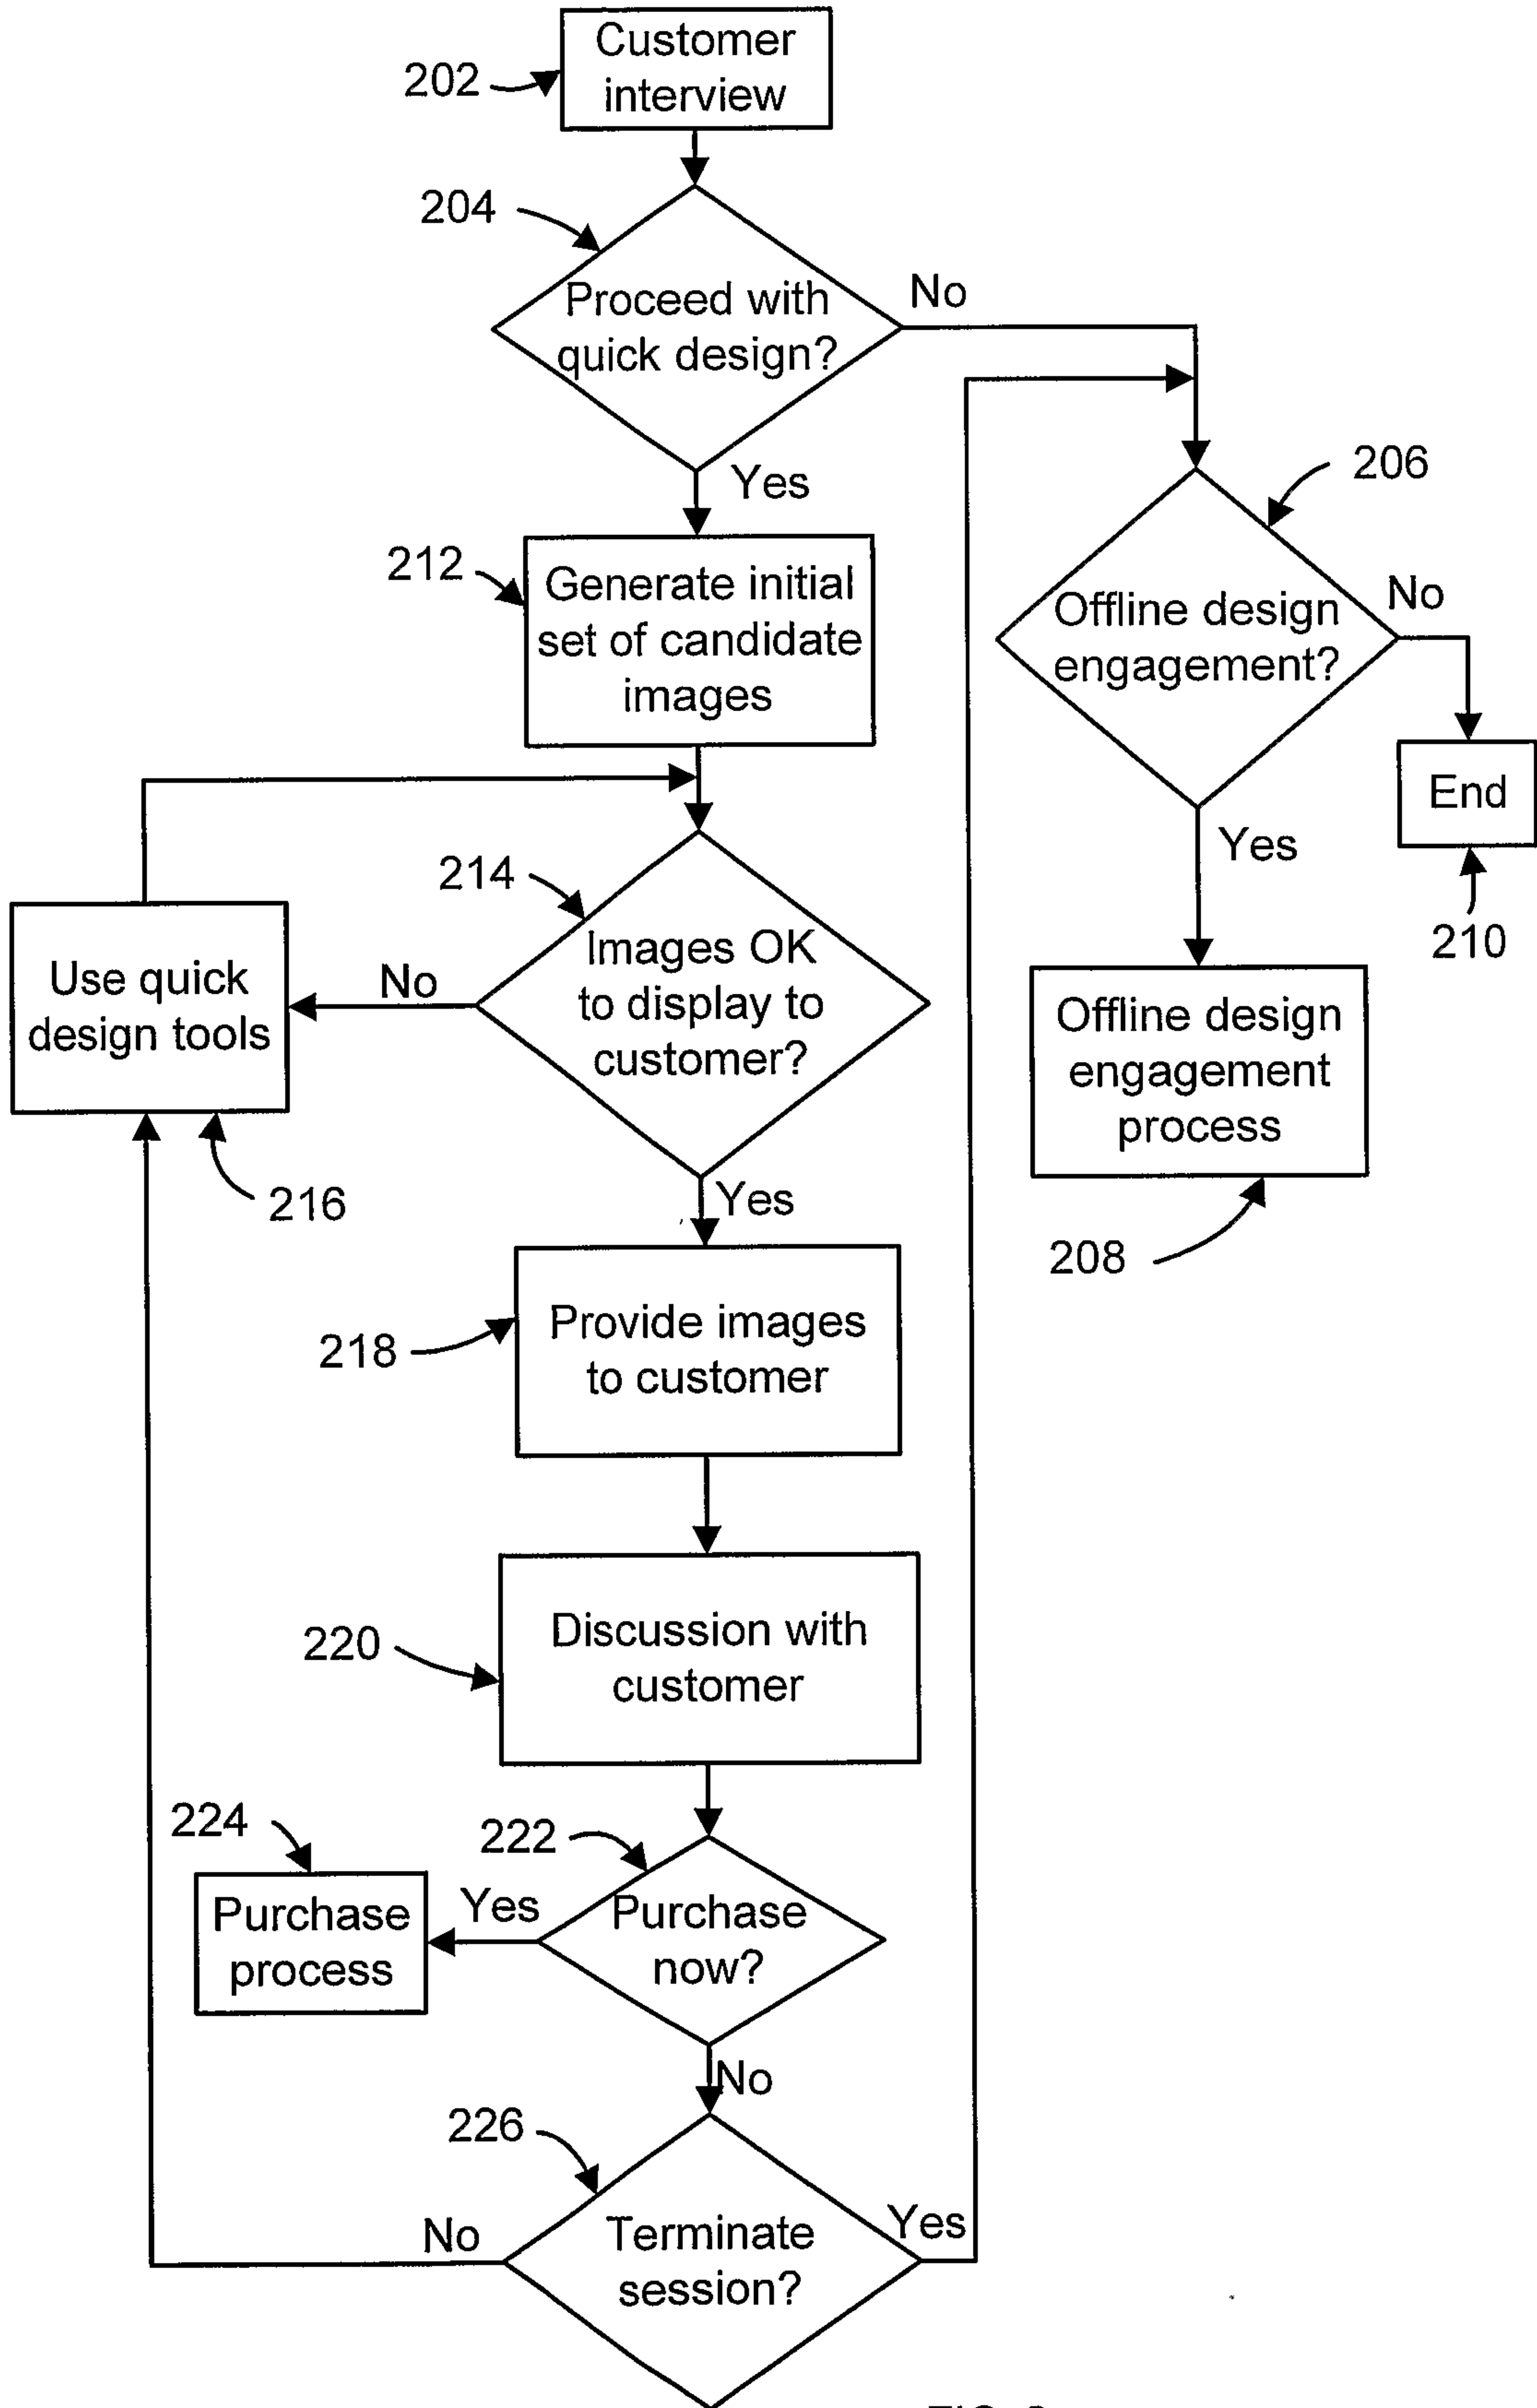 Customer
interview
202
204
Proceed with
quick design?
No
Yes
206
212
Generate initial
set of candidate
images
Offline design
engagement?
No
End
210
Yes
214
Images OK
to display to
customer?
No
Use quick
design tools
216
Offline design
engagement
process
208
Yes
218
Provide images
to customer
220
Discussion with
customer
224
222
Purchase
process
Yes
Purchase
now?
No
226
No
Terminate
session?
Yes